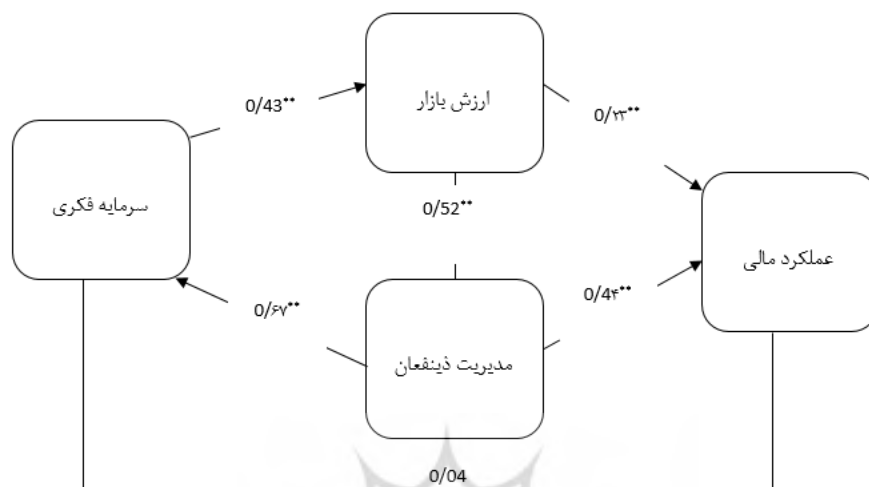 ارزش بازار
0/43**
0/۲۳**
سرمایه فکری
0/52**
عملکرد مالی
0/۶۷**
0/4۴**
مدیریت ذینفعان
0/04